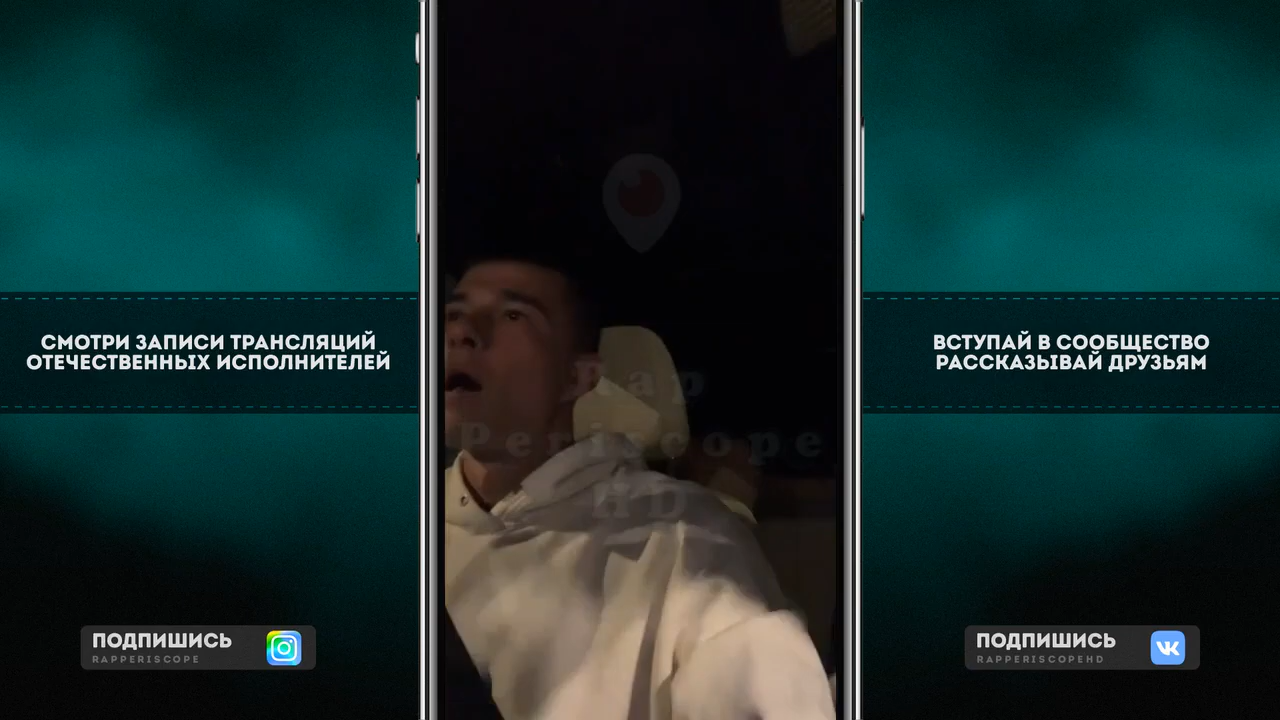 СМОТРИ ЗАПИСИ ТРАНСЛЯЦИЙ
ОТЕЧЕСТВЕННЫХ ИСПОЛНИТЕЛЕЙ
Rap
Periscope
HD
ВСТУПАЙ В СООБЩЕСТВО
РАССКАЗЫВАЙ ДРУЗЬЯМ
ПОДПИШИСЬ
RAPPERISCOPE
ПОДПИШИСЬ
RAPPERISCOPEHD